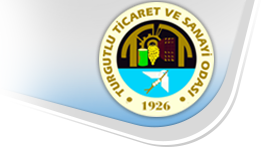 TURGUTLU TİCARET VE SANAYİ ODASI
• 1926 •